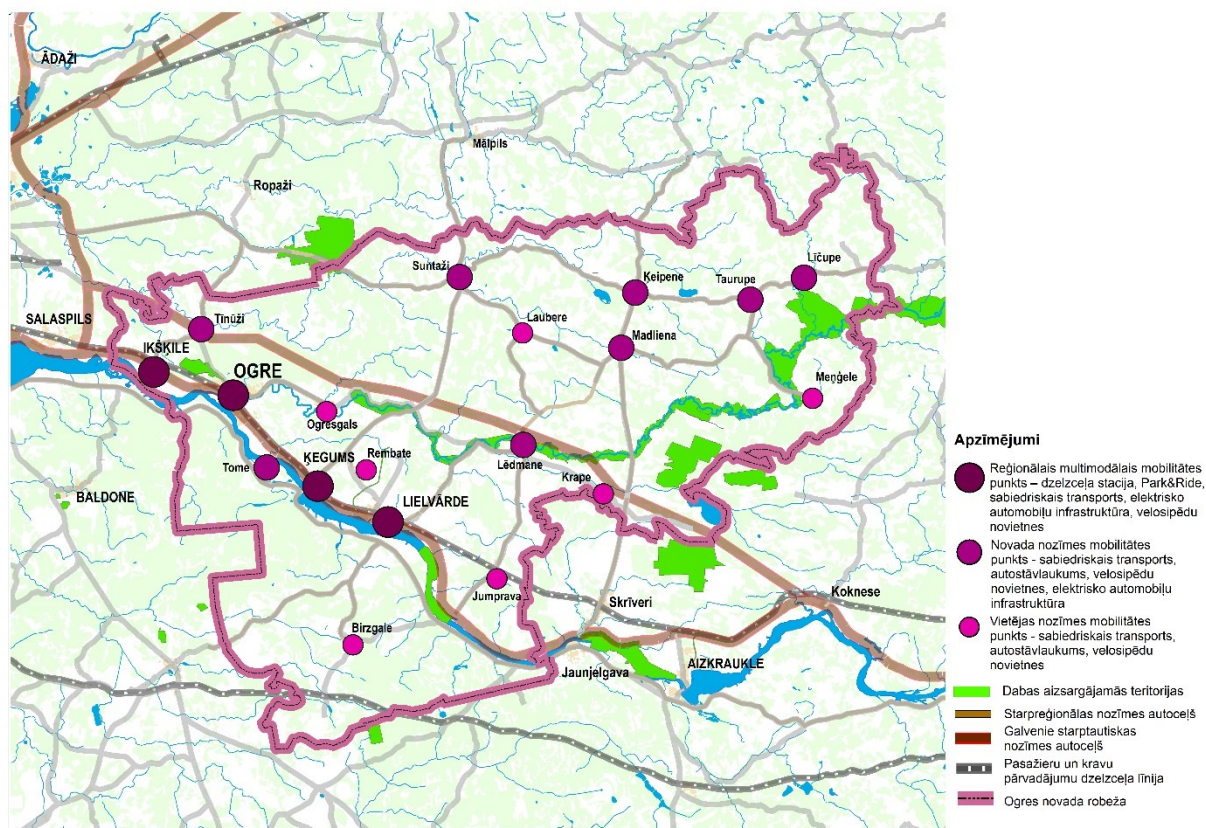 ĀDAŽI
Mālpils
Ropaži
Suntaži
Ķeipene
Taurupe
Līčupe
SALASPILS
Tīnūži
Laubere
Madliena
IKŠĶILE
OGRE
Meņģele
Ogresgals
Tome
ĶEGUMS
Rembate
Lēdmane
Krape
BALDONE
LIELVĀRDE
Jumprava
Skrīveri
Koknese
Birzgale
Jaunjelgava
AIZKRAUKLE
Apzīmējumi
Reģionālais multimodālais mobilitātes
punkts – dzelzceļa stacija, Park&Ride,
sabiedriskais transports, elektrisko
automobiļu infrastruktūra, velosipēdu
novietnes
Novada nozīmes mobilitātes
punkts - sabiedriskais transports,
autostāvlaukums, velosipēdu
novietnes, elektrisko automobiļu
infrastruktūra
Vietējas nozīmes mobilitātes
punkts - sabiedriskais transports,
autostāvlaukums, velosipēdu
novietnes
Dabas aizsargājamās teritorijas
Starpreģionālas nozīmes autoceļš
Galvenie starptautiskas
nozīmes autoceļš
Pasažieru un kravu
pārvadājumu dzelzceļa līnija
Ogres novada robeža